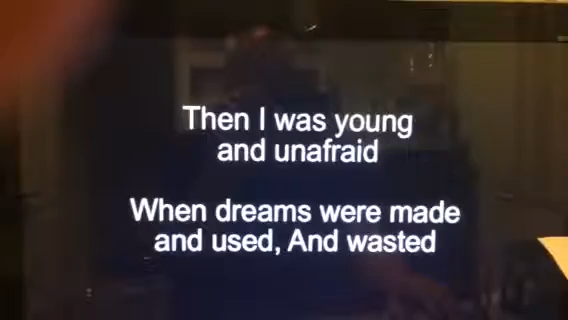 Then I was young
and unafraid
When dreams were made
and used, And wasted